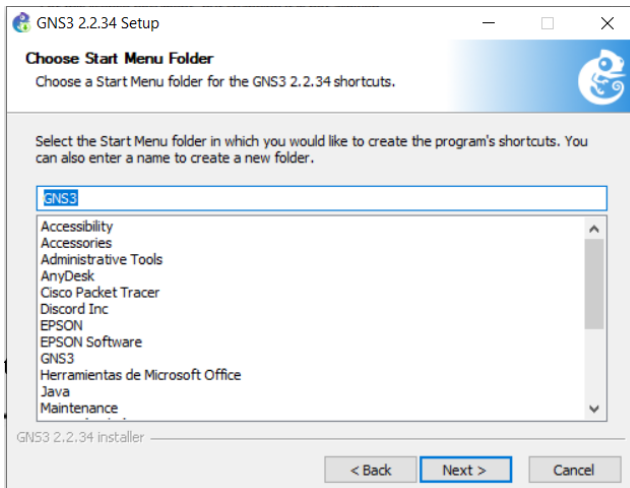 GNS3 2.2.34 Setup
Choose Start Menu Folder
Choose a Start Menu folder for the GNS3 2.2.34 shortcuts.
Select the Start Menu folder in which you would like to create the program's shortcuts. You
can also enter a name to create a new folder.
GNS3
Accessibility
Accessories
Administrative Tools
AnyDesk
Cisco Packet Tracer
Discord Inc
EPSON
EPSON Software
GNS3
Herramientas de Microsoft Office
Java
Maintenance
GNS3 2.2.34 installer
< Back Next > Cancel